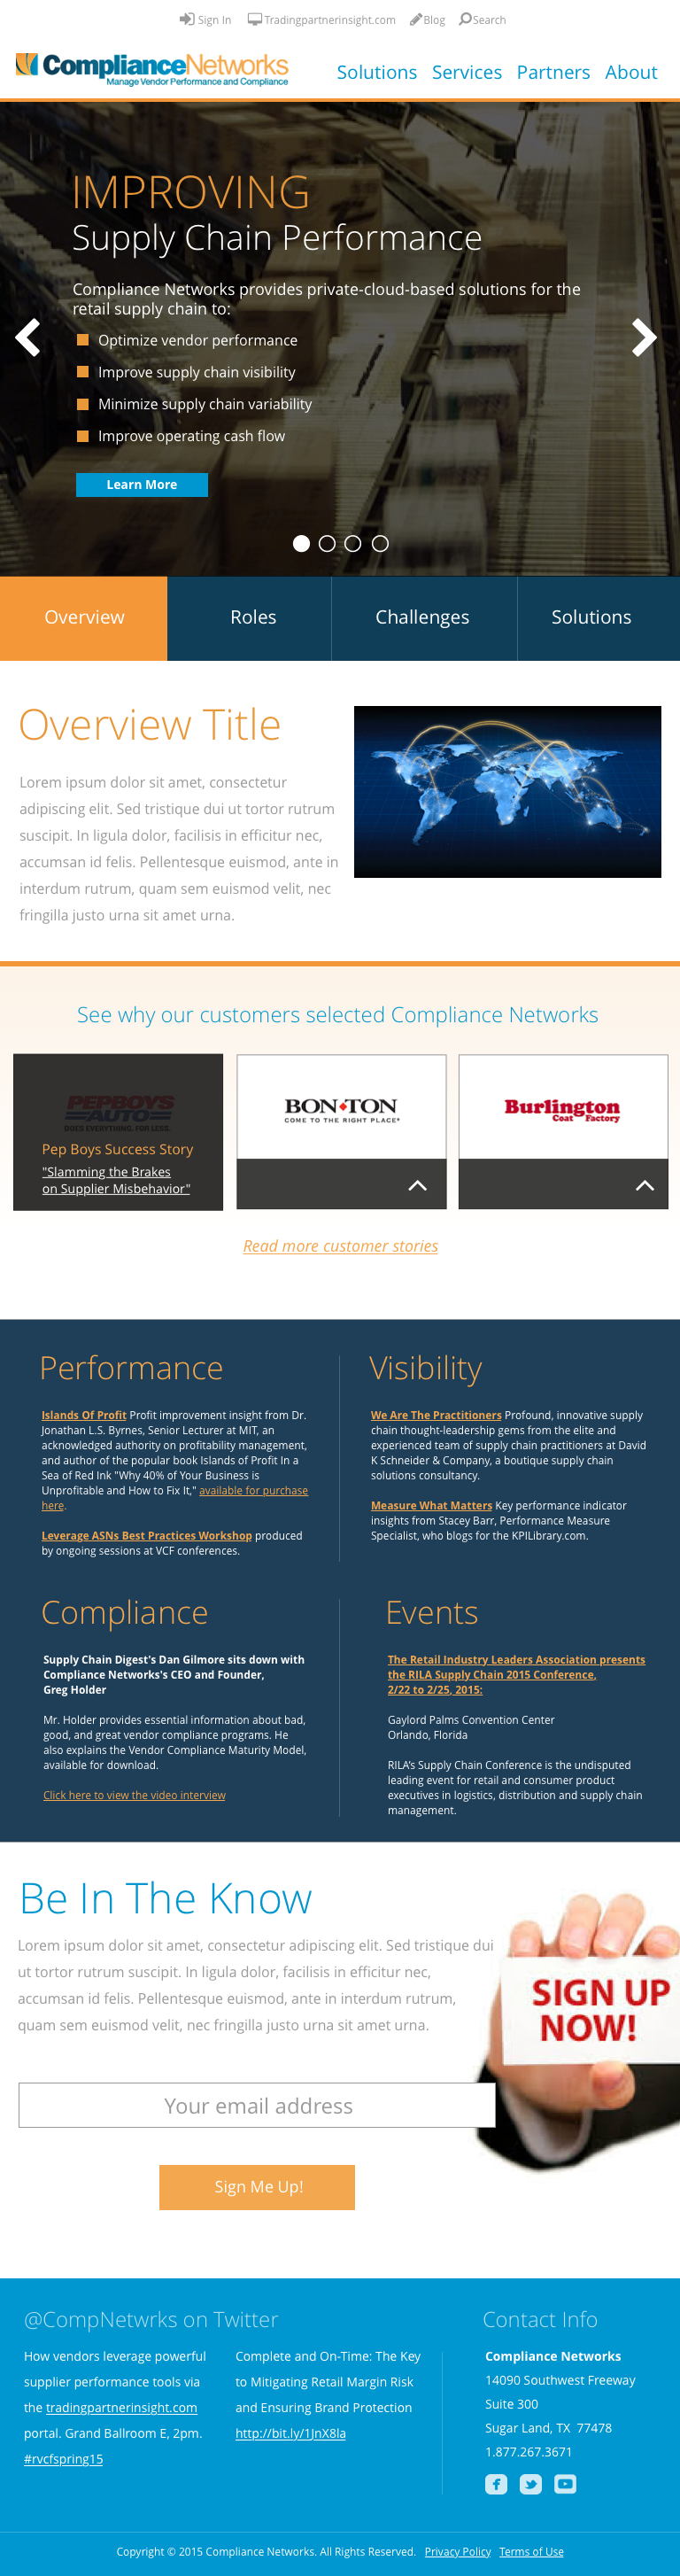 Sign In
Tradingpartnerinsight.com
Blog
Search
ComplianceNetworks
Manage Vendor Performance and Compliance
Solutions
Services
Partners
About
IMPROVING
Supply Chain Performance
Compliance Networks provides private-cloud-based solutions for the
retail supply chain to:
Optimize vendor performance
Improve supply chain visibility
Minimize supply chain variability
Improve operating cash flow
Learn More
Overview
Roles
Challenges
Solutions
Overview Title
Lorem ipsum dolor sit amet, consectetur
adipiscing elit. Sed tristique dui ut tortor rutrum
suscipit. In ligula dolor, facilisis in efficitur nec,
accumsan id felis. Pellentesque euismod, ante in
interdum rutrum, quam sem euismod velit, nec
fringilla justo urna sit amet urna.
See why our customers selected Compliance Networks
PEPBOYS
AUTO
DOES EVERYTHING. FOR LESS.
Pep Boys Success Story
"Slamming the Brakes
on Supplier Misbehavior"
BON•TON
COME TO THE RIGHT PLACE®
Burlington
Coat Factory
Read more customer stories
Performance
Islands Of Profit Profit improvement insight from Dr.
Jonathan L.S. Byrnes, Senior Lecturer at MIT, an
acknowledged authority on profitability management,
and author of the popular book Islands of Profit In a
Sea of Red Ink "Why 40% of Your Business is
Unprofitable and How to Fix It," available for purchase
here.
Leverage ASNs Best Practices Workshop produced
by ongoing sessions at VCF conferences.
Visibility
We Are The Practitioners Profound, innovative supply
chain thought-leadership gems from the elite and
experienced team of supply chain practitioners at David
K Schneider & Company, a boutique supply chain
solutions consultancy.
Measure What Matters Key performance indicator
insights from Stacey Barr, Performance Measure
Specialist, who blogs for the KPILibrary.com.
Compliance
Supply Chain Digest's Dan Gilmore sits down with
Compliance Networks's CEO and Founder,
Greg Holder
Mr. Holder provides essential information about bad,
good, and great vendor compliance programs. He
also explains the Vendor Compliance Maturity Model,
available for download.
Click here to view the video interview
Events
The Retail Industry Leaders Association presents
the RILA Supply Chain 2015 Conference,
2/22 to 2/25, 2015:
Gaylord Palms Convention Center
Orlando, Florida
RILA's Supply Chain Conference is the undisputed
leading event for retail and consumer product
executives in logistics, distribution and supply chain
management.
Be In The Know
Lorem ipsum dolor sit amet, consectetur adipiscing elit. Sed tristique dui
ut tortor rutrum suscipit. In ligula dolor, facilisis in efficitur nec,
accumsan id felis. Pellentesque euismod, ante in interdum rutrum,
quam sem euismod velit, nec fringilla justo urna sit amet urna.
SIGN UP
NOW!
Your email address
Sign Me Up!
@CompNetwrks on Twitter
How vendors leverage powerful
supplier performance tools via
the tradingpartnerinsight.com
portal. Grand Ballroom E, 2pm.
#rvcfspring15
Complete and On-Time: The Key
to Mitigating Retail Margin Risk
and Ensuring Brand Protection
http://bit.ly/1JnX8la
Contact Info
Compliance Networks
14090 Southwest Freeway
Suite 300
Sugar Land, TX 77478
1.877.267.3671
Copyright © 2015 Compliance Networks. All Rights Reserved. Privacy Policy Terms of Use